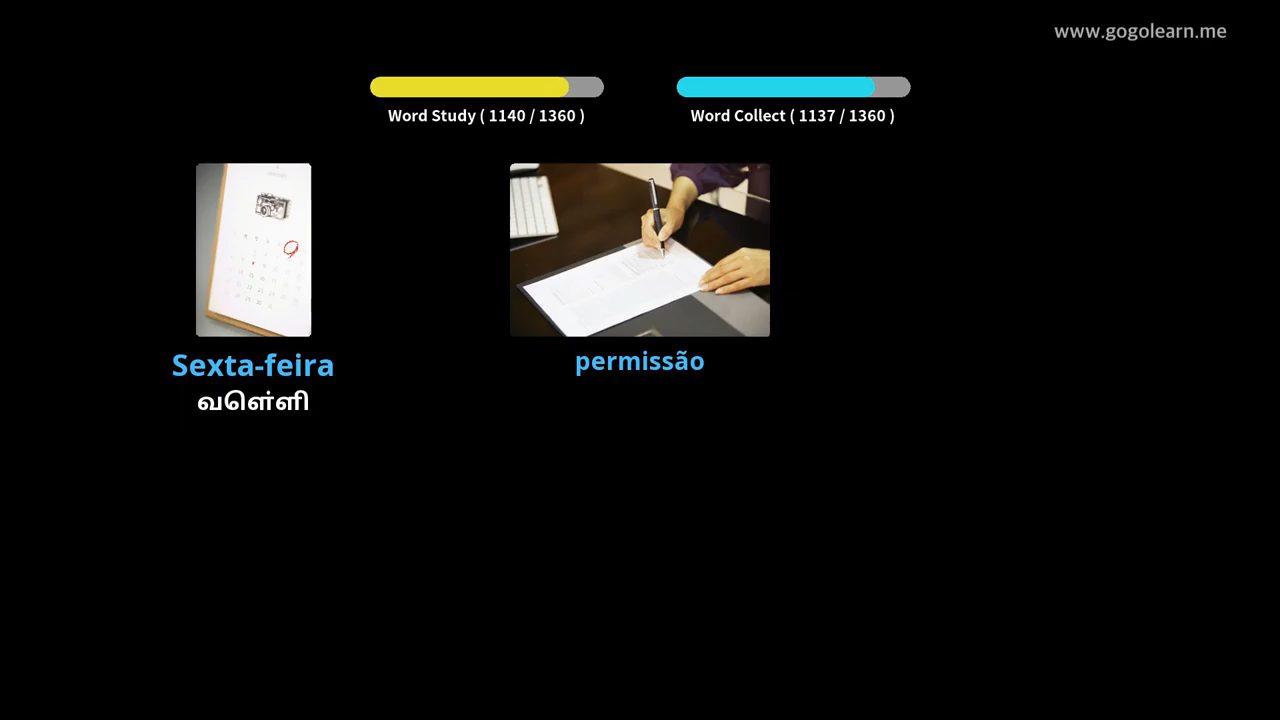 www.gogolearn.me
Word Study ( 1140 / 1360 )
Word Collect ( 1137 / 1360 )
Sexta-feira
வெள்ளி
permissão